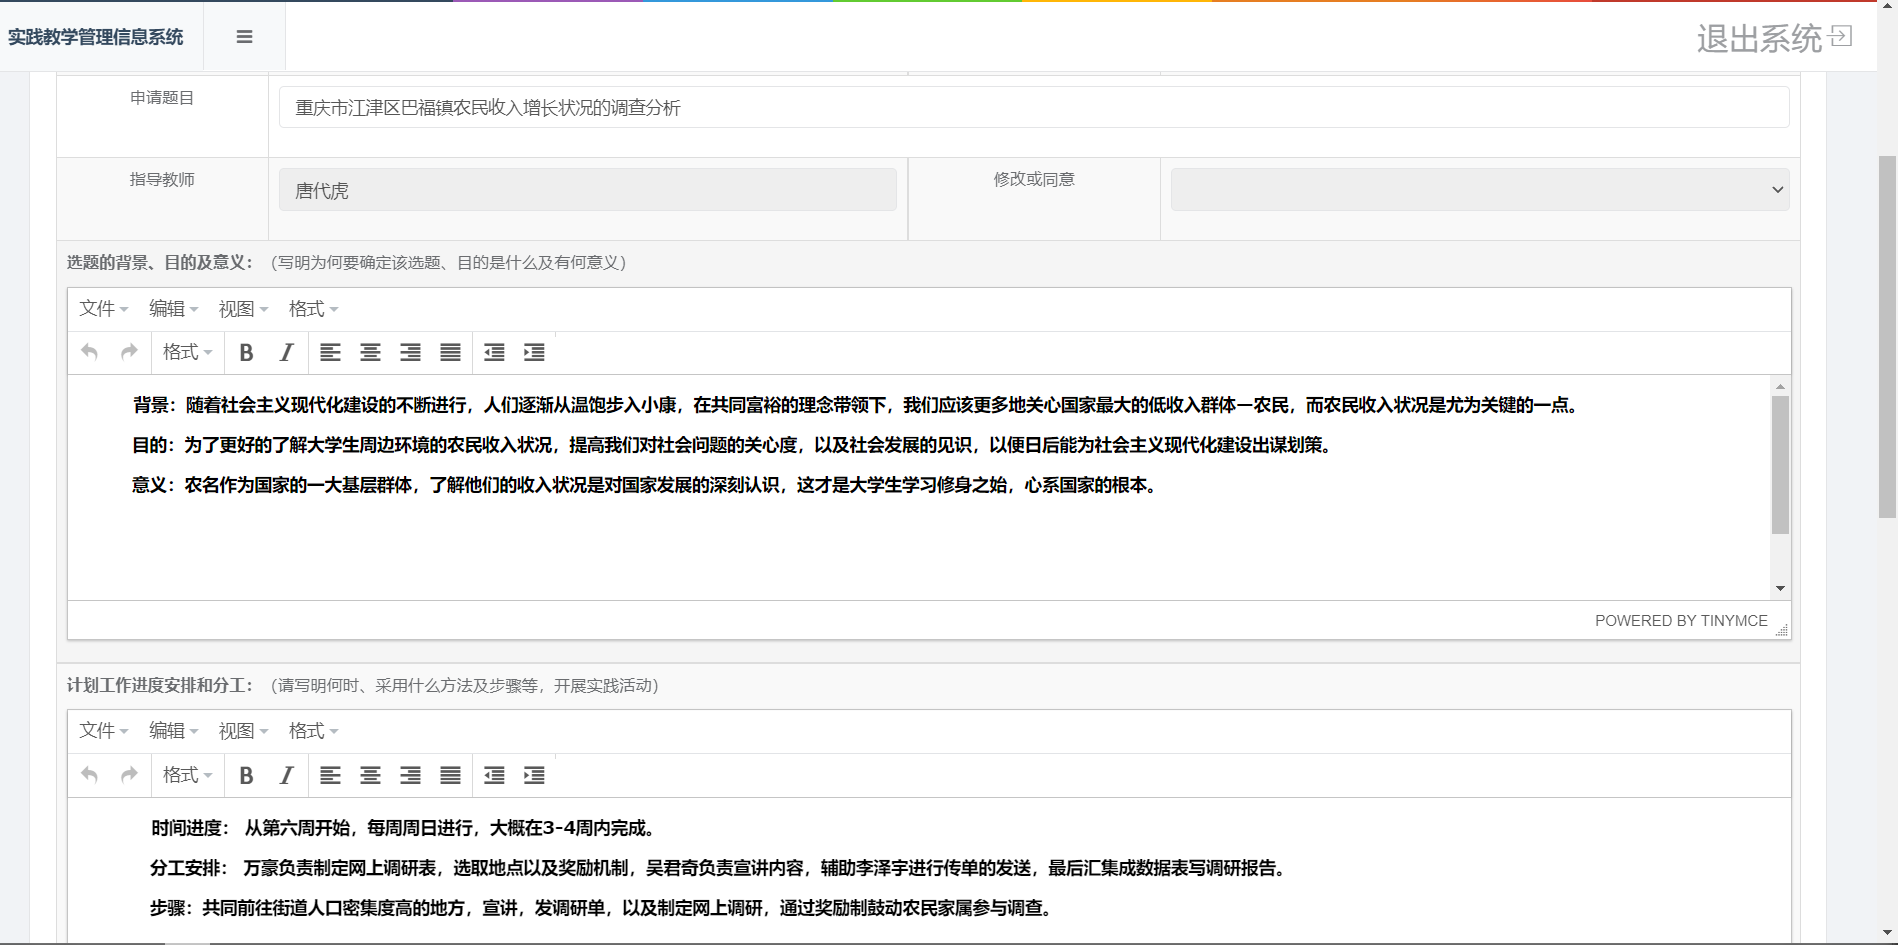 实践教学管理信息系统
退出系统
申请题目 重庆市江津区巴福镇农民收入增长状况的调查分析
指导教师 唐代虎 修改或同意
选题的背景、目的及意义：（写明为何要确定该选题、目的是什么及有何意义）
文件 编辑 视图 格式
格式 B I
背景：随着社会主义现代化建设的不断进行，人们逐渐从温饱步入小康，在共同富裕的理念带领下，我们应该更多地关心国家最大的低收入群体—农民，而农民收入状况是尤为关键的一点。
目的：为了更好的了解大学生周边环境的农民收入状况，提高我们对社会问题的关心度，以及社会发展的见识，以便日后能为社会主义现代化建设出谋划策。
意义：农名作为国家的一大基层群体，了解他们的收入状况是对国家发展的深刻认识，这才是大学生学习修身之始，心系国家的根本。
POWERED BY TINYMCE
计划工作进度安排和分工：（请写明何时、采用什么方法及步骤等，开展实践活动）
文件 编辑 视图 格式
格式 B I
时间进度： 从第六周开始，每周周日进行，大概在3-4周内完成。
分工安排： 万豪负责制定网上调研表，选取地点以及奖励机制，吴君奇负责宣讲内容，辅助李泽宇进行传单的发送，最后汇集成数据表写调研报告。
步骤：共同前往街道人口密集度高的地方，宣讲，发调研单，以及制定网上调研，通过奖励制鼓动农民家属参与调查。